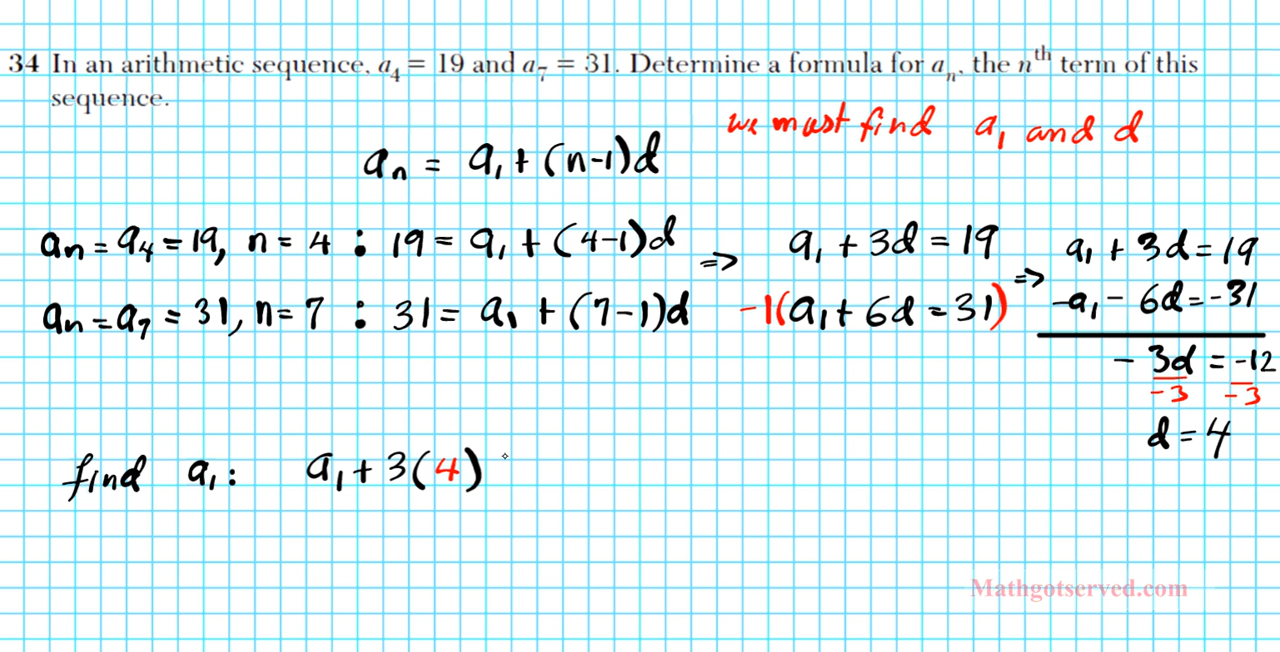 34 In an arithmetic sequence, a₄ = 19 and a₇ = 31. Determine a formula for aₙ, the nᵗʰ term of this
sequence.
we must find a₁ and d
aₙ = a₁ + (n-1)d
aₙ = a₄ = 19, n = 4 : 19 = a₁ + (4-1)d ⇒ a₁ + 3d = 19 ⇒ a₁ + 3d = 19
aₙ = a₇ = 31, n = 7 : 31 = a₁ + (7-1)d -1(a₁ + 6d = 31) -a₁ - 6d = -31
- 3d = -12
-3 -3
d = 4
find a₁: a₁ + 3(4)
Mathgotserved.com